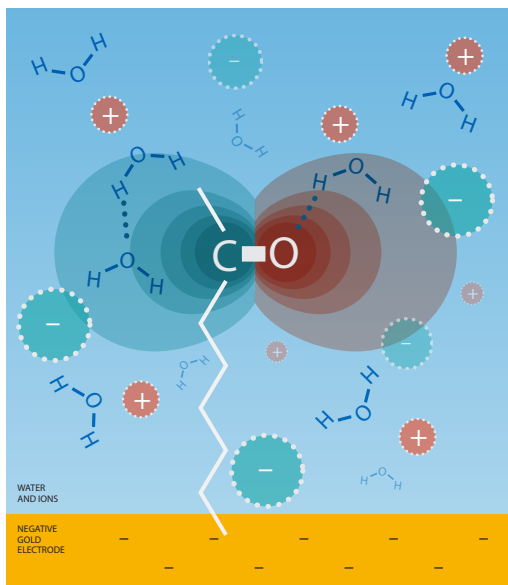 H H
O
−
+
H
O H
+
+
H O
H
O H
H
H O
H
O
H H
−
C O
−
+
−
−
+
H
O H
H O
H
+
H
H O
+
−
O
H H
WATER
AND IONS
NEGATIVE
GOLD
ELECTRODE
− − − − −
− − − −